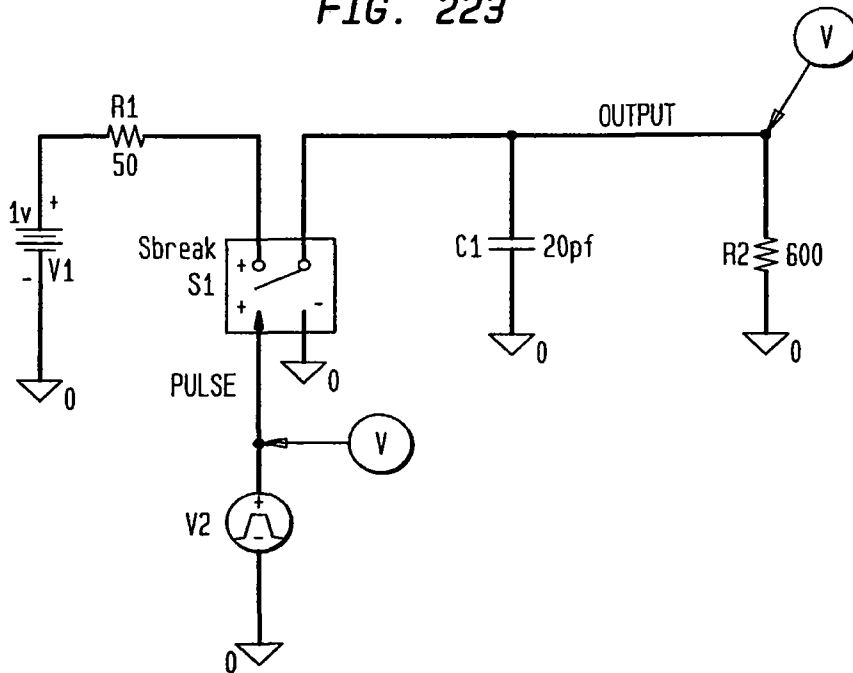 FIG. 223
V
R1
50
OUTPUT
1v
+
-
V1
Sbreak
S1
+
+
-
C1
20pf
R2
600
0
0
0
0
PULSE
V
V2
+
-
0